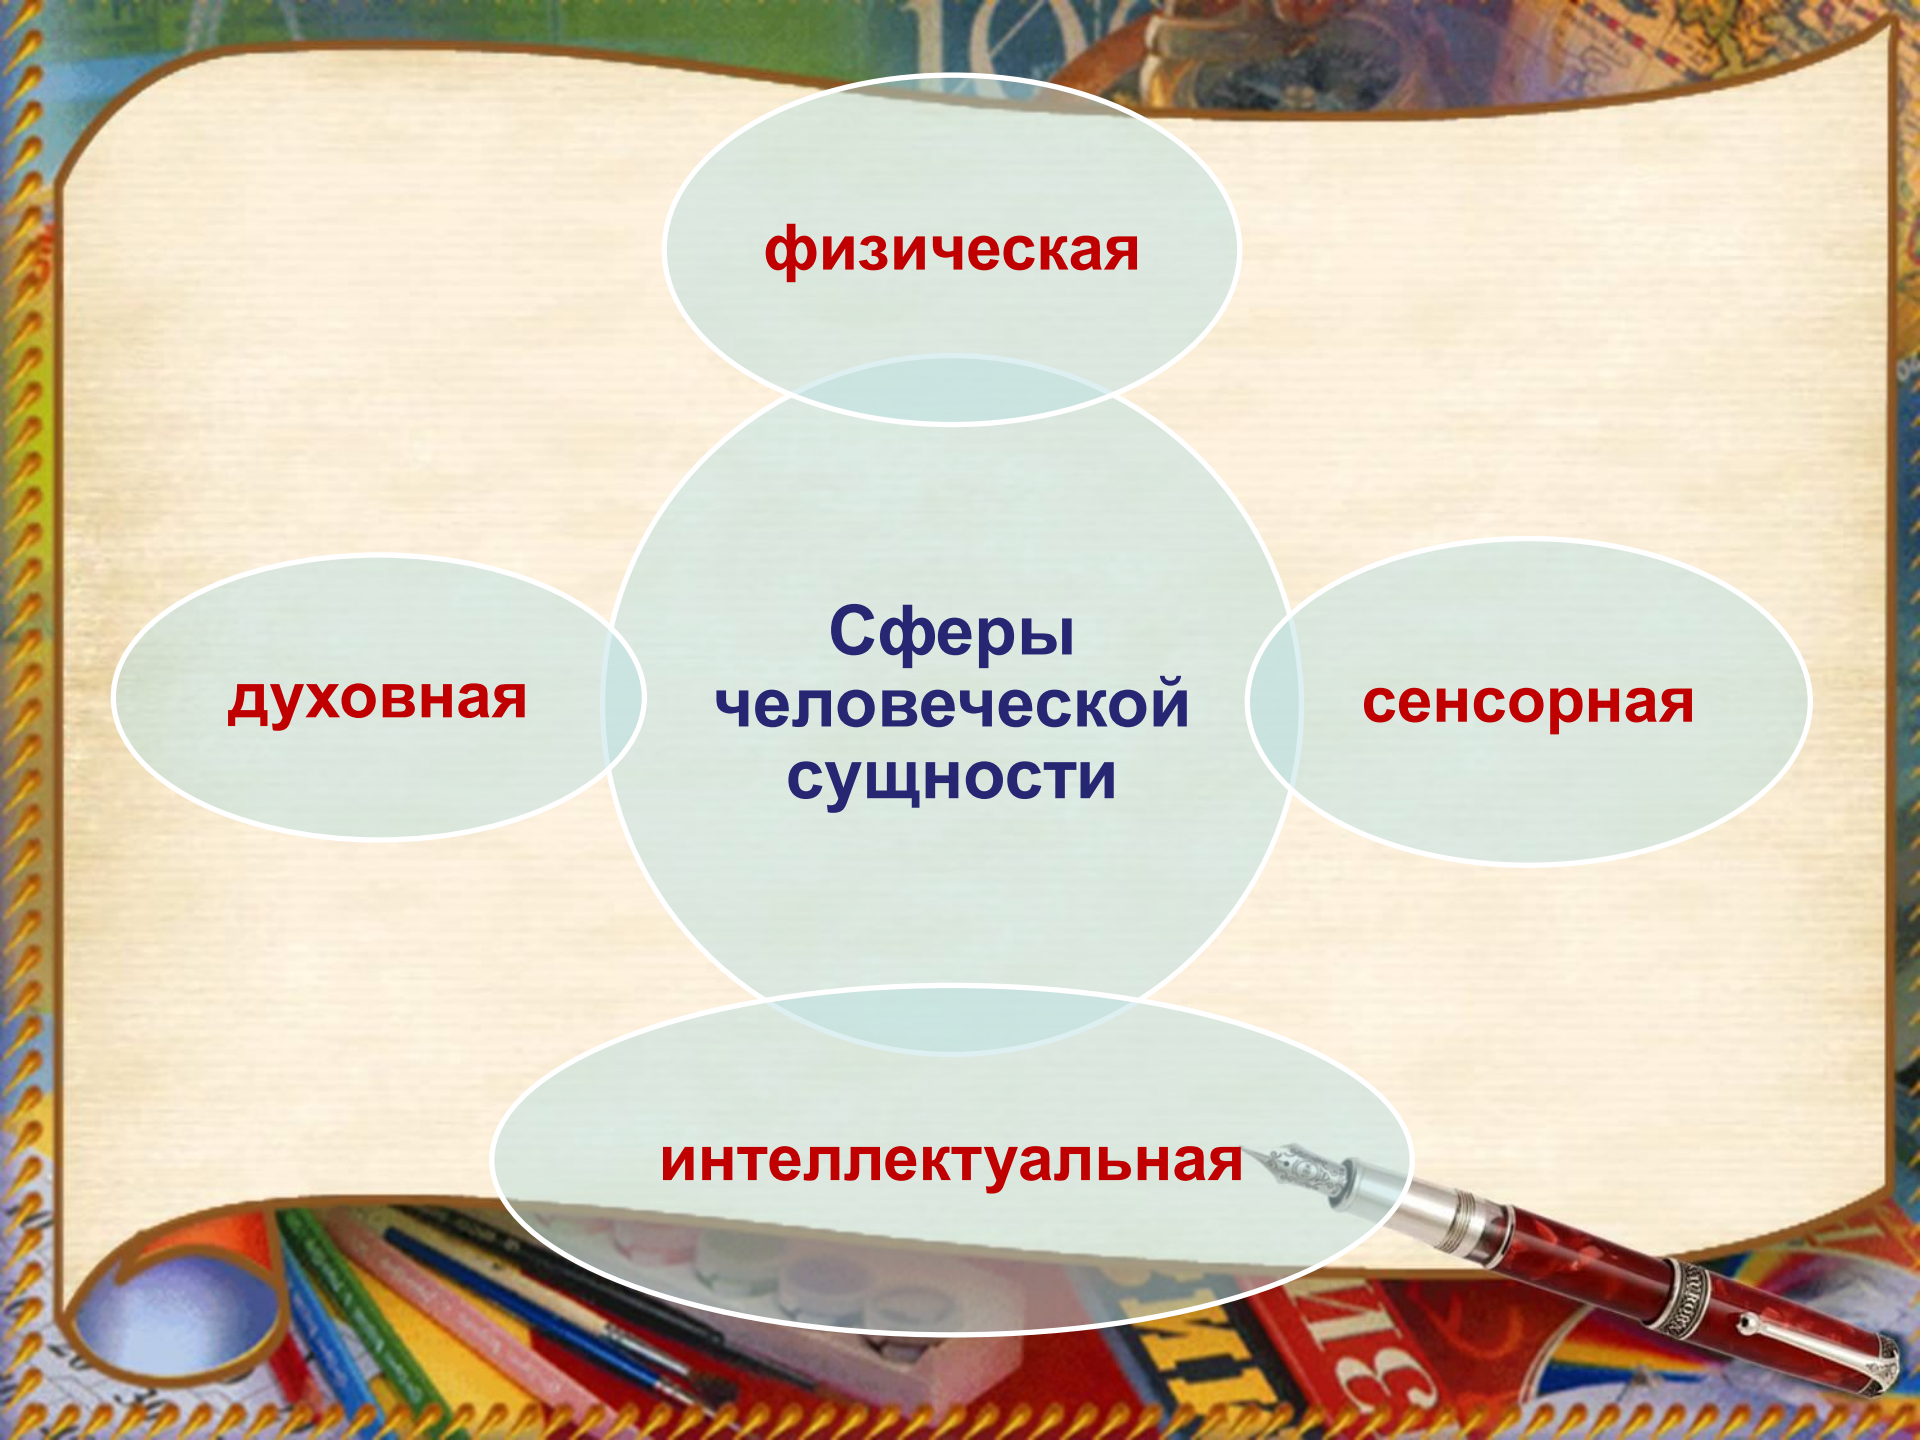 физическая
духовная
Сферы
человеческой
сущности
сенсорная
интеллектуальная